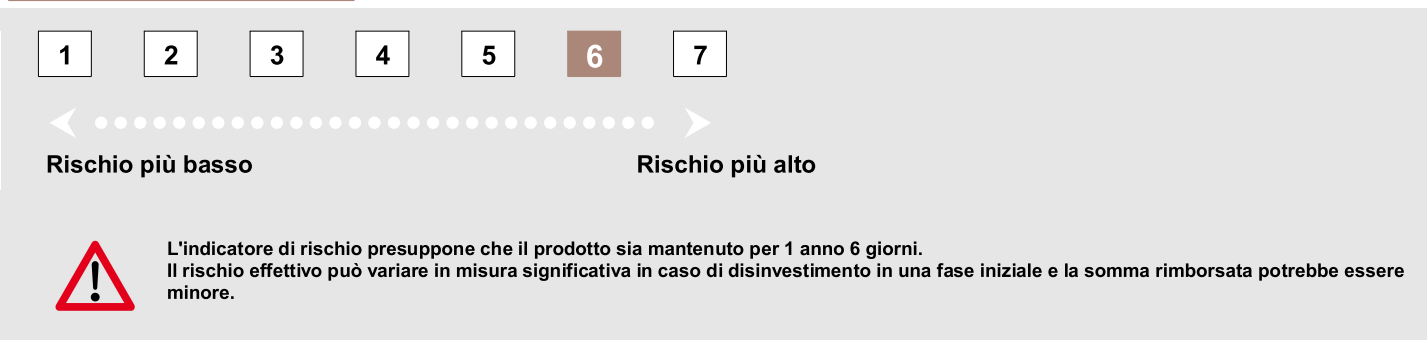 1 2 3 4 5 6 7
Rischio più basso Rischio più alto
L'indicatore di rischio presuppone che il prodotto sia mantenuto per 1 anno 6 giorni.
Il rischio effettivo può variare in misura significativa in caso di disinvestimento in una fase iniziale e la somma rimborsata potrebbe essere
minore.